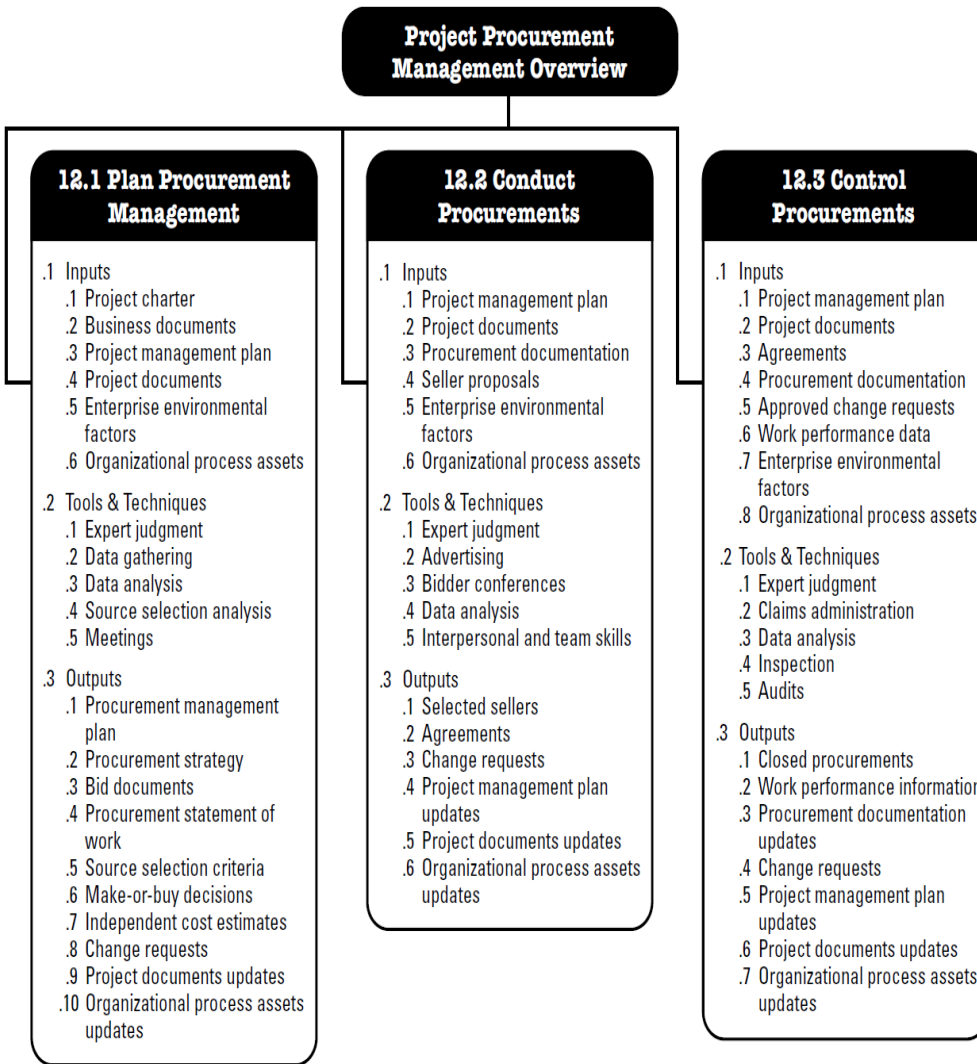 Project Procurement
Management Overview
12.1 Plan Procurement
Management
.1 Inputs
.1 Project charter
.2 Business documents
.3 Project management plan
.4 Project documents
.5 Enterprise environmental
factors
.6 Organizational process assets
.2 Tools & Techniques
.1 Expert judgment
.2 Data gathering
.3 Data analysis
.4 Source selection analysis
.5 Meetings
.3 Outputs
.1 Procurement management
plan
.2 Procurement strategy
.3 Bid documents
.4 Procurement statement of
work
.5 Source selection criteria
.6 Make-or-buy decisions
.7 Independent cost estimates
.8 Change requests
.9 Project documents updates
.10 Organizational process assets
updates
12.2 Conduct
Procurements
.1 Inputs
.1 Project management plan
.2 Project documents
.3 Procurement documentation
.4 Seller proposals
.5 Enterprise environmental
factors
.6 Organizational process assets
.2 Tools & Techniques
.1 Expert judgment
.2 Advertising
.3 Bidder conferences
.4 Data analysis
.5 Interpersonal and team skills
.3 Outputs
.1 Selected sellers
.2 Agreements
.3 Change requests
.4 Project management plan
updates
.5 Project documents updates
.6 Organizational process assets
updates
12.3 Control
Procurements
.1 Inputs
.1 Project management plan
.2 Project documents
.3 Agreements
.4 Procurement documentation
.5 Approved change requests
.6 Work performance data
.7 Enterprise environmental
factors
.8 Organizational process assets
.2 Tools & Techniques
.1 Expert judgment
.2 Claims administration
.3 Data analysis
.4 Inspection
.5 Audits
.3 Outputs
.1 Closed procurements
.2 Work performance information
.3 Procurement documentation
updates
.4 Change requests
.5 Project management plan
updates
.6 Project documents updates
.7 Organizational process assets
updates